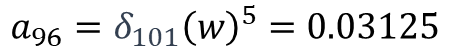 a₉₆ = δ₁₀₁(w)⁵ = 0.03125